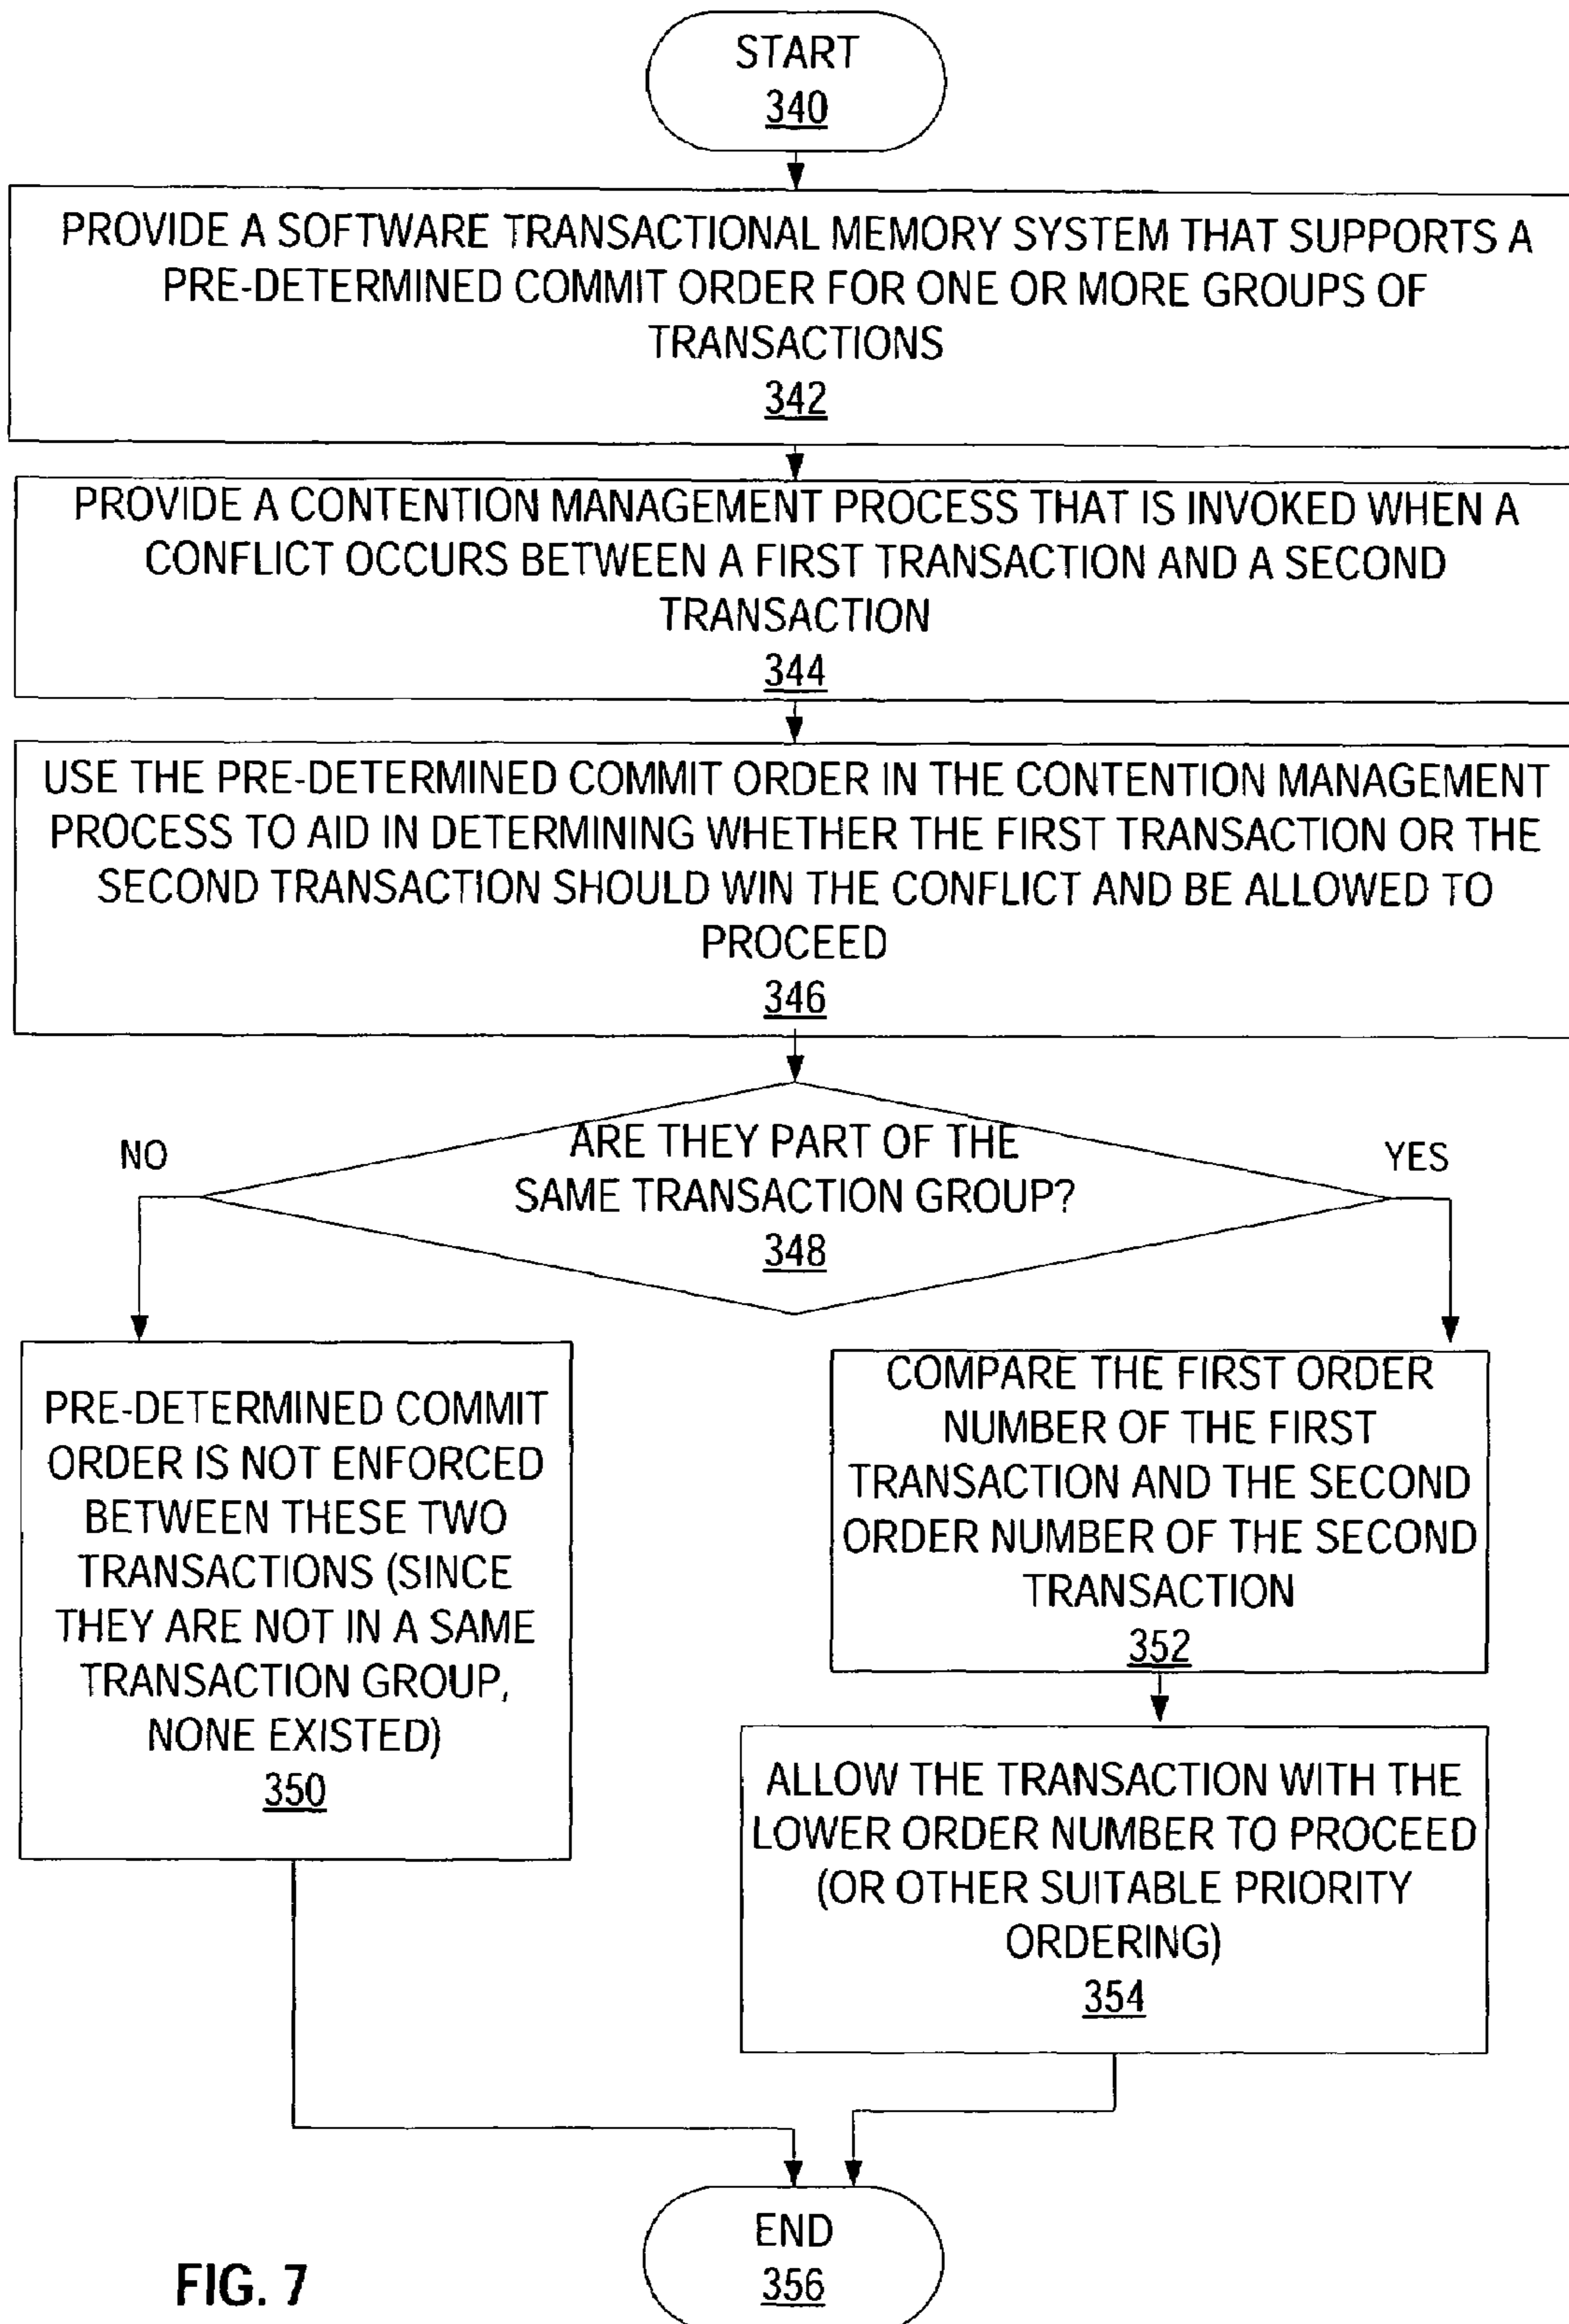 START
340
PROVIDE A SOFTWARE TRANSACTIONAL MEMORY SYSTEM THAT SUPPORTS A
PRE-DETERMINED COMMIT ORDER FOR ONE OR MORE GROUPS OF
TRANSACTIONS
342
PROVIDE A CONTENTION MANAGEMENT PROCESS THAT IS INVOKED WHEN A
CONFLICT OCCURS BETWEEN A FIRST TRANSACTION AND A SECOND
TRANSACTION
344
USE THE PRE-DETERMINED COMMIT ORDER IN THE CONTENTION MANAGEMENT
PROCESS TO AID IN DETERMINING WHETHER THE FIRST TRANSACTION OR THE
SECOND TRANSACTION SHOULD WIN THE CONFLICT AND BE ALLOWED TO
PROCEED
346
ARE THEY PART OF THE
SAME TRANSACTION GROUP?
348
NO
YES
PRE-DETERMINED COMMIT
ORDER IS NOT ENFORCED
BETWEEN THESE TWO
TRANSACTIONS (SINCE
THEY ARE NOT IN A SAME
TRANSACTION GROUP,
NONE EXISTED)
350
COMPARE THE FIRST ORDER
NUMBER OF THE FIRST
TRANSACTION AND THE SECOND
ORDER NUMBER OF THE SECOND
TRANSACTION
352
ALLOW THE TRANSACTION WITH THE
LOWER ORDER NUMBER TO PROCEED
(OR OTHER SUITABLE PRIORITY
ORDERING)
354
END
356
FIG. 7